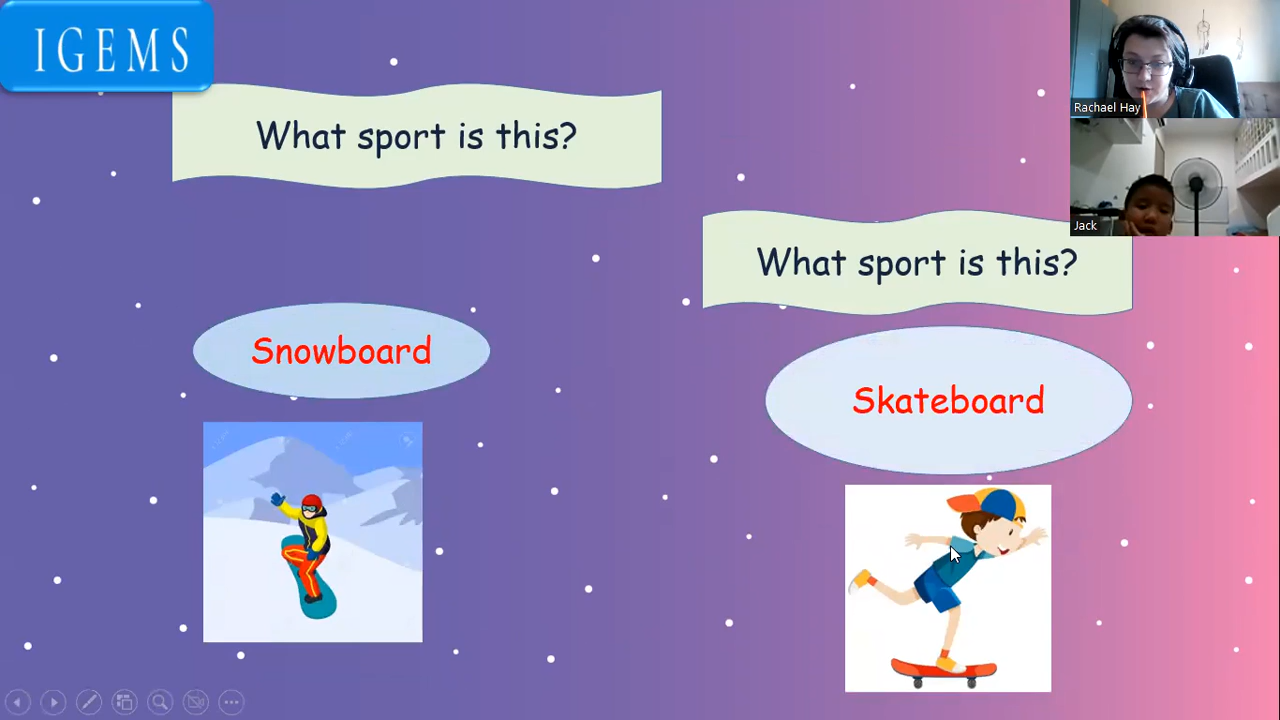 IGEMS
What sport is this?
Rachael Hay
Jack
What sport is this?
Snowboard
Skateboard